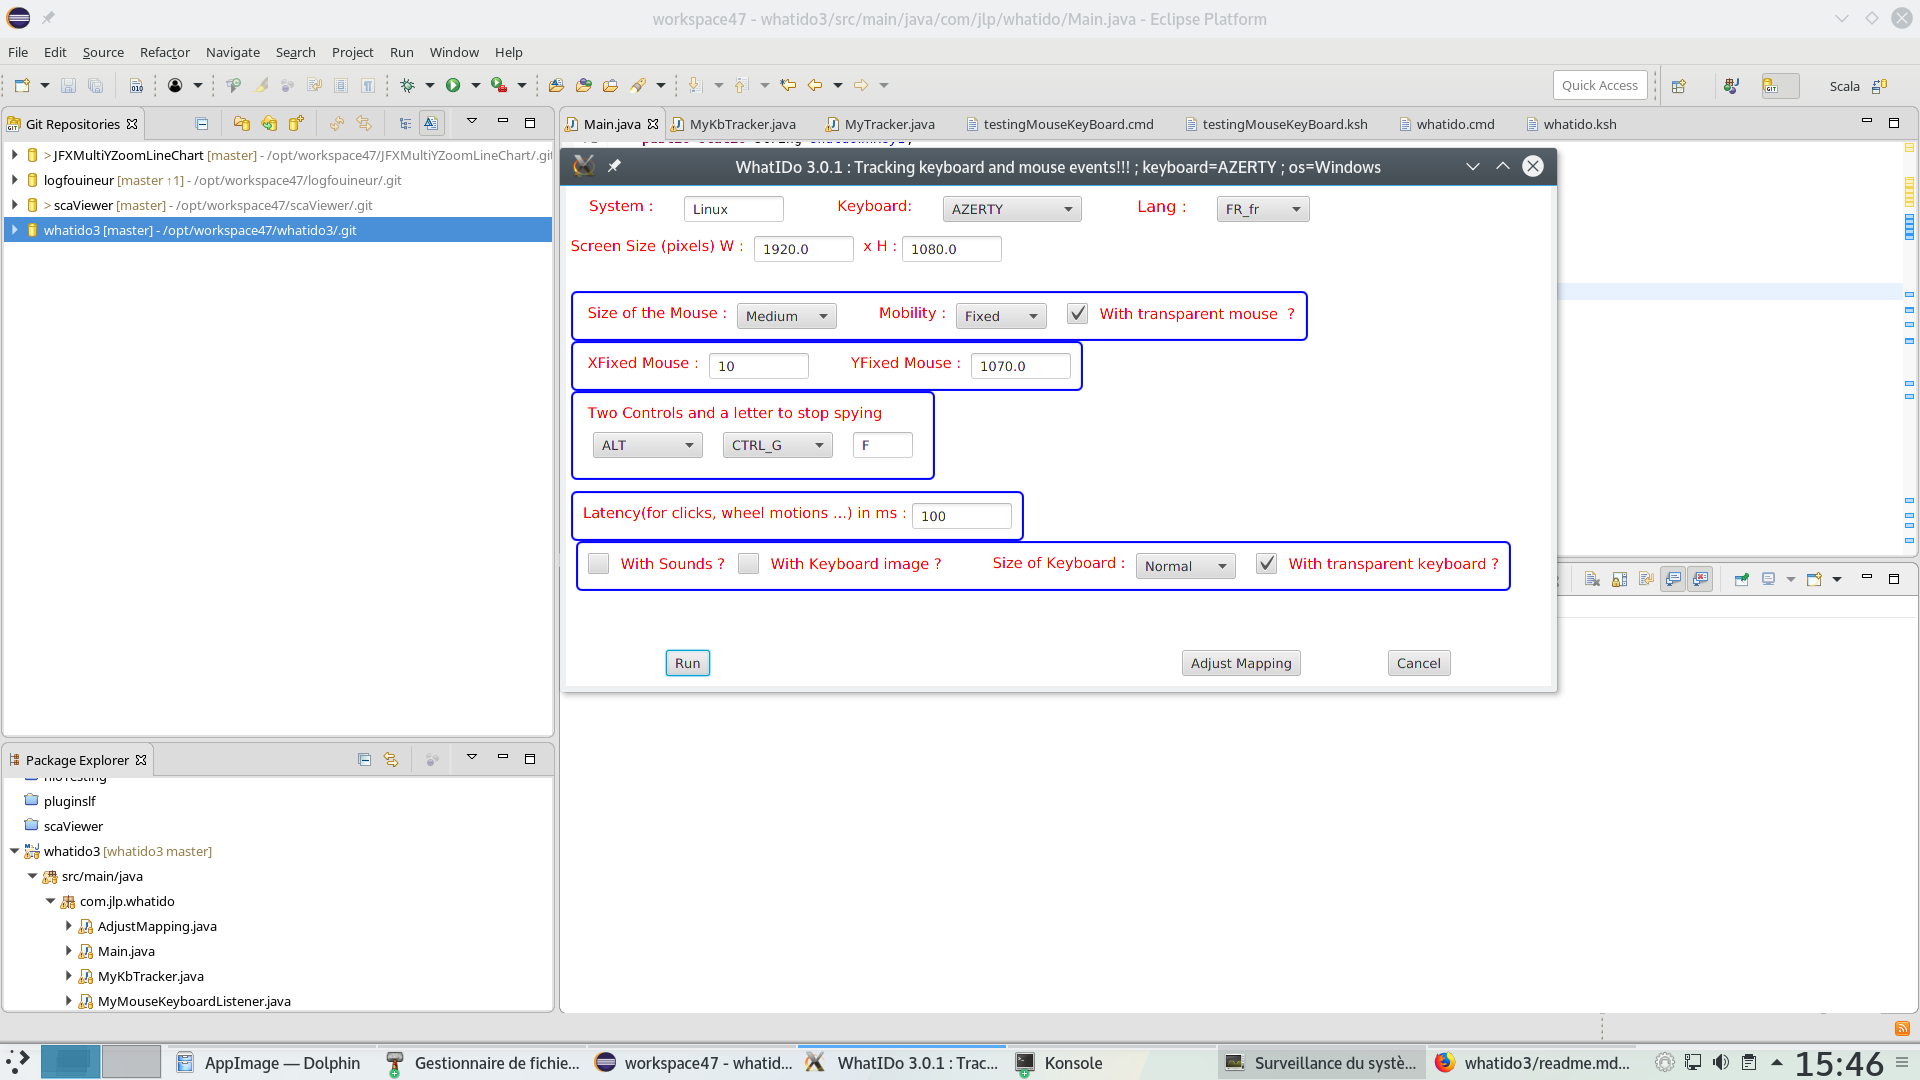 workspace47 - whatido3/src/main/java/com/jlp/whatido/Main.java - Eclipse Platform
File Edit Source Refactor Navigate Search Project Run Window Help
Quick Access
Scala
Git Repositories
> JFXMultiYZoomLineChart [master] - /opt/workspace47/JFXMultiYZoomLineChart/.git
logfouineur [master ↑1] - /opt/workspace47/logfouineur/.git
> scaViewer [master] - /opt/workspace47/scaViewer/.git
whatido3 [master] - /opt/workspace47/whatido3/.git
Main.java MyKbTracker.java MyTracker.java testingMouseKeyBoard.cmd testingMouseKeyBoard.ksh whatido.cmd whatido.ksh
WhatIDo 3.0.1 : Tracking keyboard and mouse events!!! ; keyboard=AZERTY ; os=Windows
System : Linux Keyboard: AZERTY Lang : FR_fr
Screen Size (pixels) W : 1920.0 x H : 1080.0
Size of the Mouse : Medium Mobility : Fixed With transparent mouse ?
XFixed Mouse : 10 YFixed Mouse : 1070.0
Two Controls and a letter to stop spying
ALT CTRL_G F
Latency(for clicks, wheel motions ...) in ms : 100
With Sounds ? With Keyboard image ? Size of Keyboard : Normal With transparent keyboard ?
Run Adjust Mapping Cancel
Package Explorer
pluginslf
scaViewer
whatido3 [whatido3 master]
src/main/java
com.jlp.whatido
AdjustMapping.java
Main.java
MyKbTracker.java
MyMouseKeyboardListener.java
AppImage — Dolphin Gestionnaire de fichie... workspace47 - whatid... WhatIDo 3.0.1 : Trac... Konsole Surveillance du systè... whatido3/readme.md... 15:46